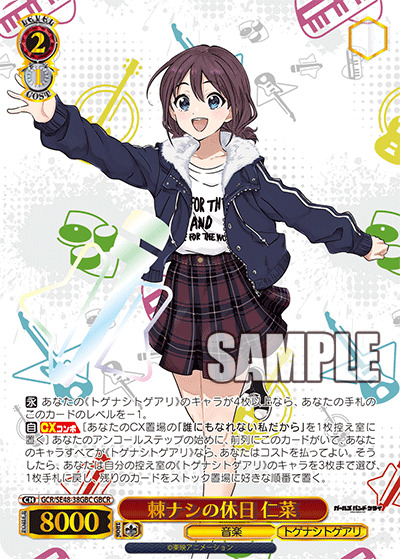 LEVEL
2
1
COST
FOR TH
AND
FOR THE
SAMPLE
永 あなたの《トゲナシトゲアリ》のキャラが4枚以上なら、あなたの手札の
このカードのレベルを-1。
自 CXコンボ [あなたのCX置場の「誰にもなれない私だから」を1枚控え室に
置く] あなたのアンコールステップの始めに、前列にこのカードがいて、あなた
のキャラすべてが《トゲナシトゲアリ》なら、あなたはコストを払ってよい。そう
したら、あなたは自分の控え室の《トゲナシトゲアリ》のキャラを3枚まで選び、
1枚手札に戻し、残りのカードをストック置場に好きな順番で置く。
CH GCR/SE48-38GBC GBCR
棘ナシの休日 仁菜
ガールズバンドクライ
POWER
8000
SOUL
音楽
トゲナシトゲアリ
©東映アニメーション